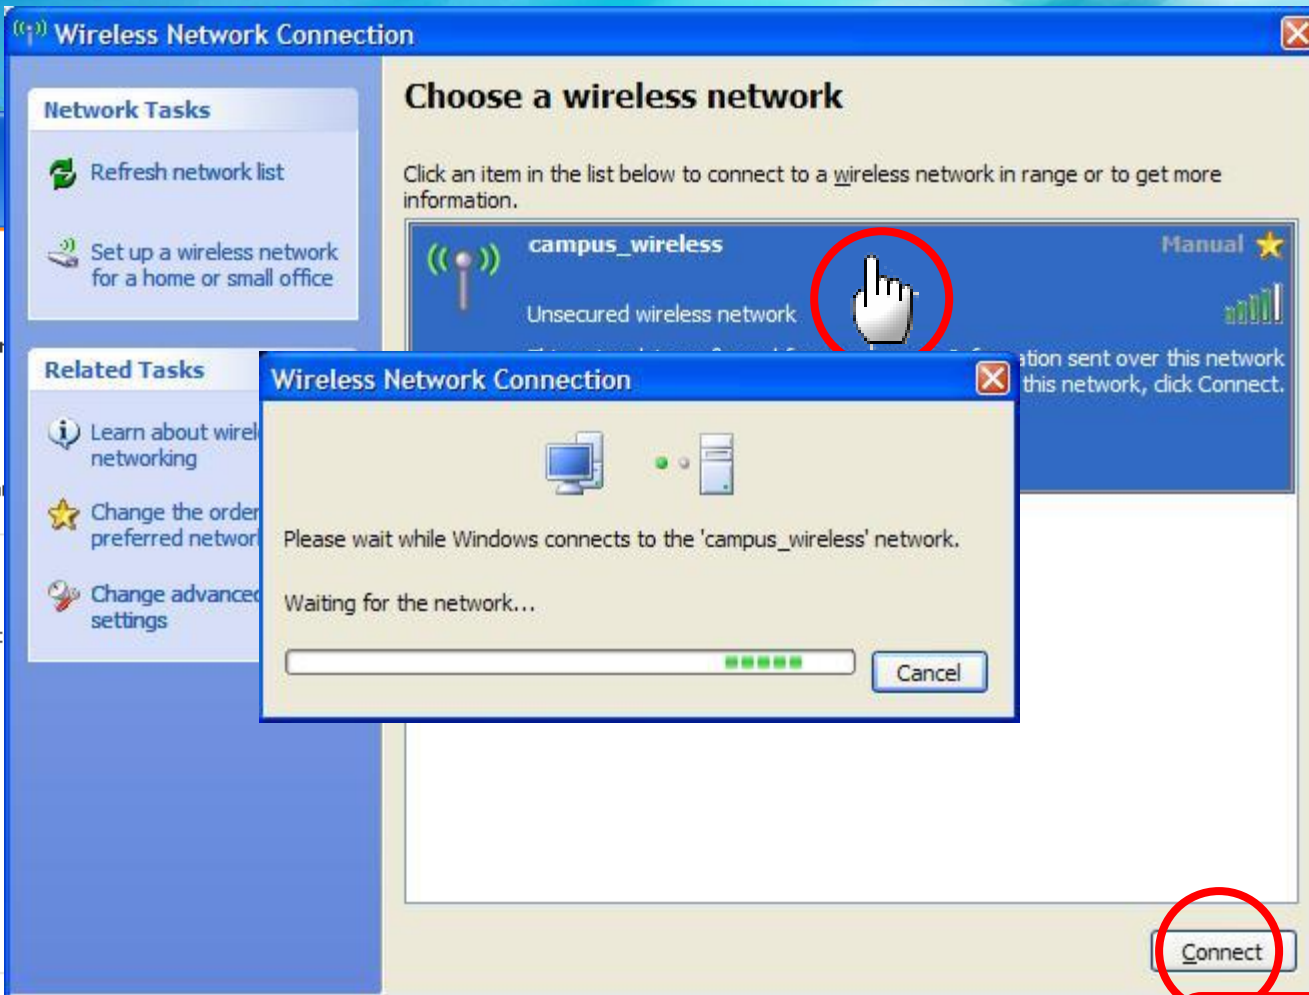 Wireless Network Connection
Network Tasks
Refresh network list
Set up a wireless network
for a home or small office
Related Tasks
Learn about
networking
Change the order
preferred
Change advanced
settings
Choose a wireless network
Click an item in the list below to connect to a wireless network in range or to get more
information.
campus_wireless
Manual
Unsecured wireless network
sent over this network
this network, click Connect.
Wireless Network Connection
Please wait while Windows connects to the 'campus_wireless' network.
Waiting for the network...
Cancel
Connect